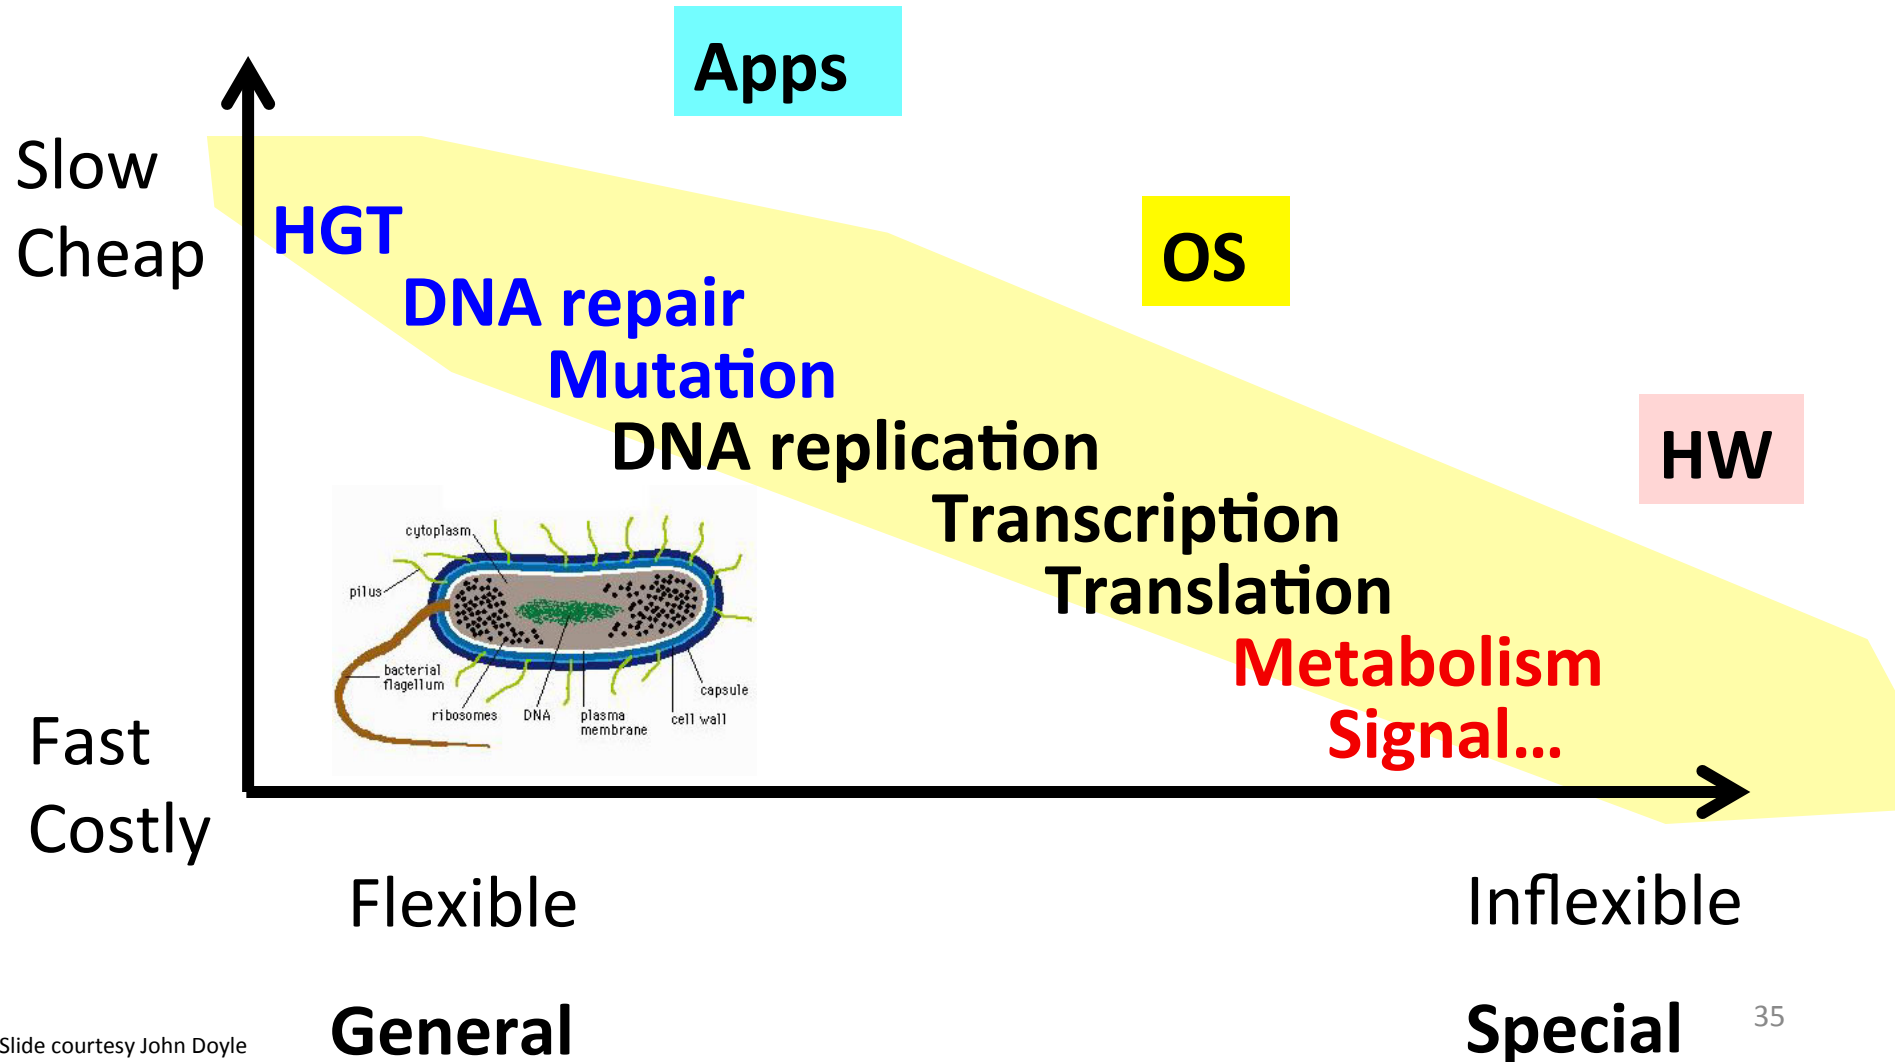 Apps
Slow
Cheap
HGT
OS
DNA repair
Mutation
DNA replication
HW
Transcription
Translation
Metabolism
Signal...
cytoplasm
pilus
bacterial
flagellum
ribosomes
DNA
plasma
membrane
cell wall
capsule
Fast
Costly
Flexible
Inflexible
General
Special
35
Slide courtesy John Doyle